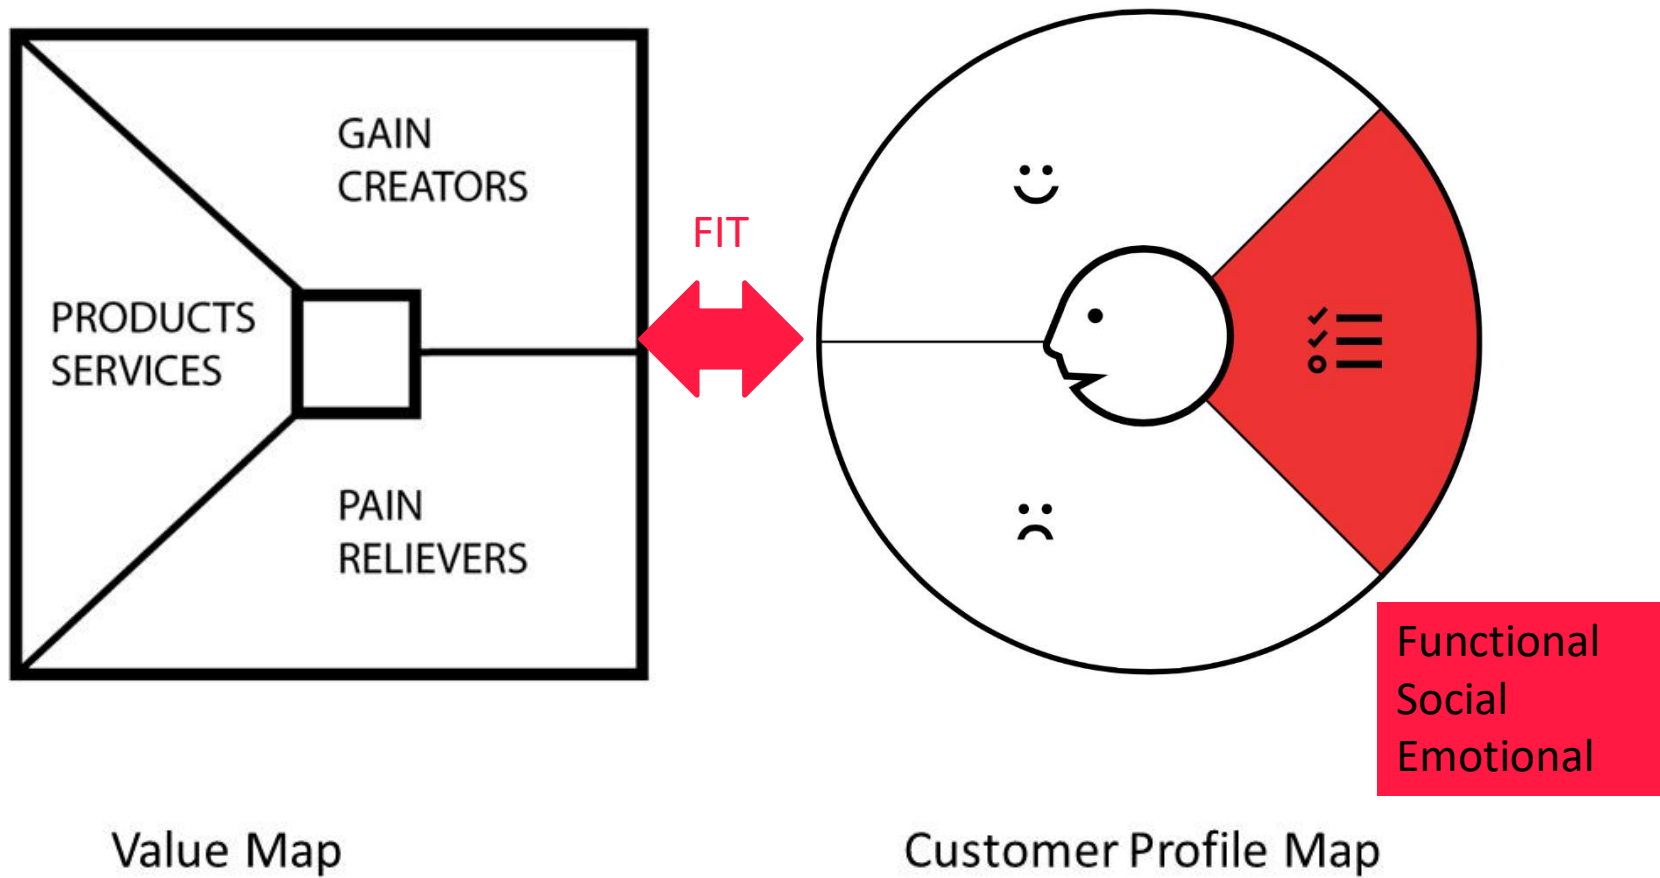 GAIN
CREATORS
PRODUCTS
SERVICES
PAIN
RELIEVERS
FIT
Functional
Social
Emotional
Value Map
Customer Profile Map